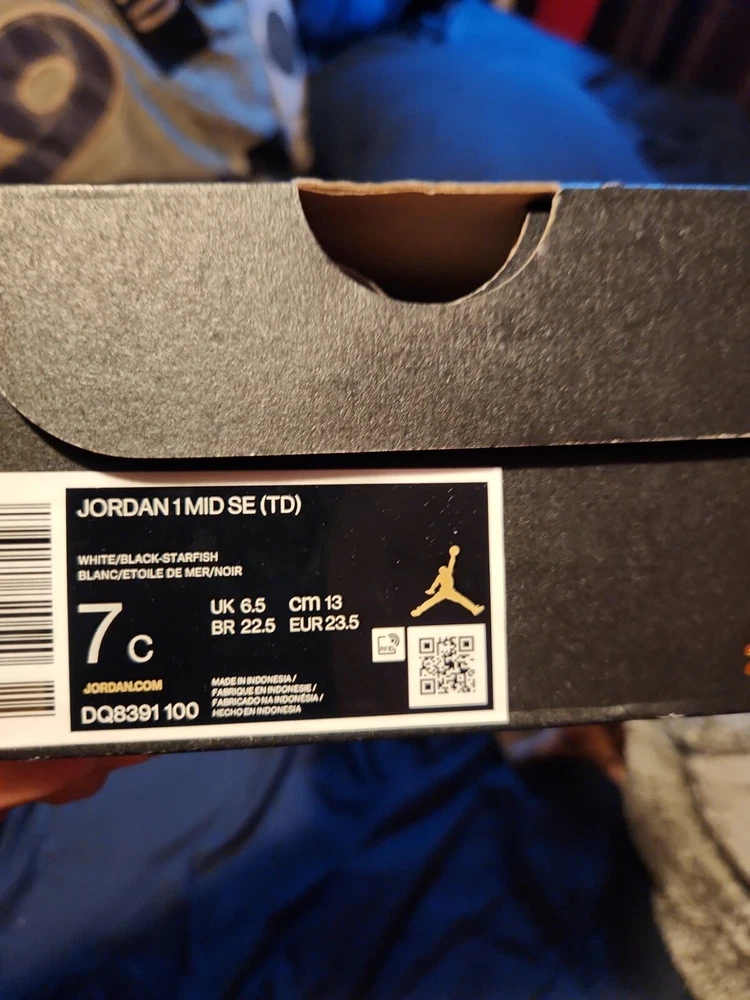 JORDAN 1 MID SE (TD)
WHITE/BLACK-STARFISH
BLANC/ETOILE DE MER/NOIR
7 C
UK 6.5 cm 13
BR 22.5 EUR 23.5
RFID
JORDAN.COM
DQ8391 100
MADE IN INDONESIA /
FABRIQUE EN INDONESIE /
FABRICADO NA INDONÉSIA /
HECHO EN INDONESIA